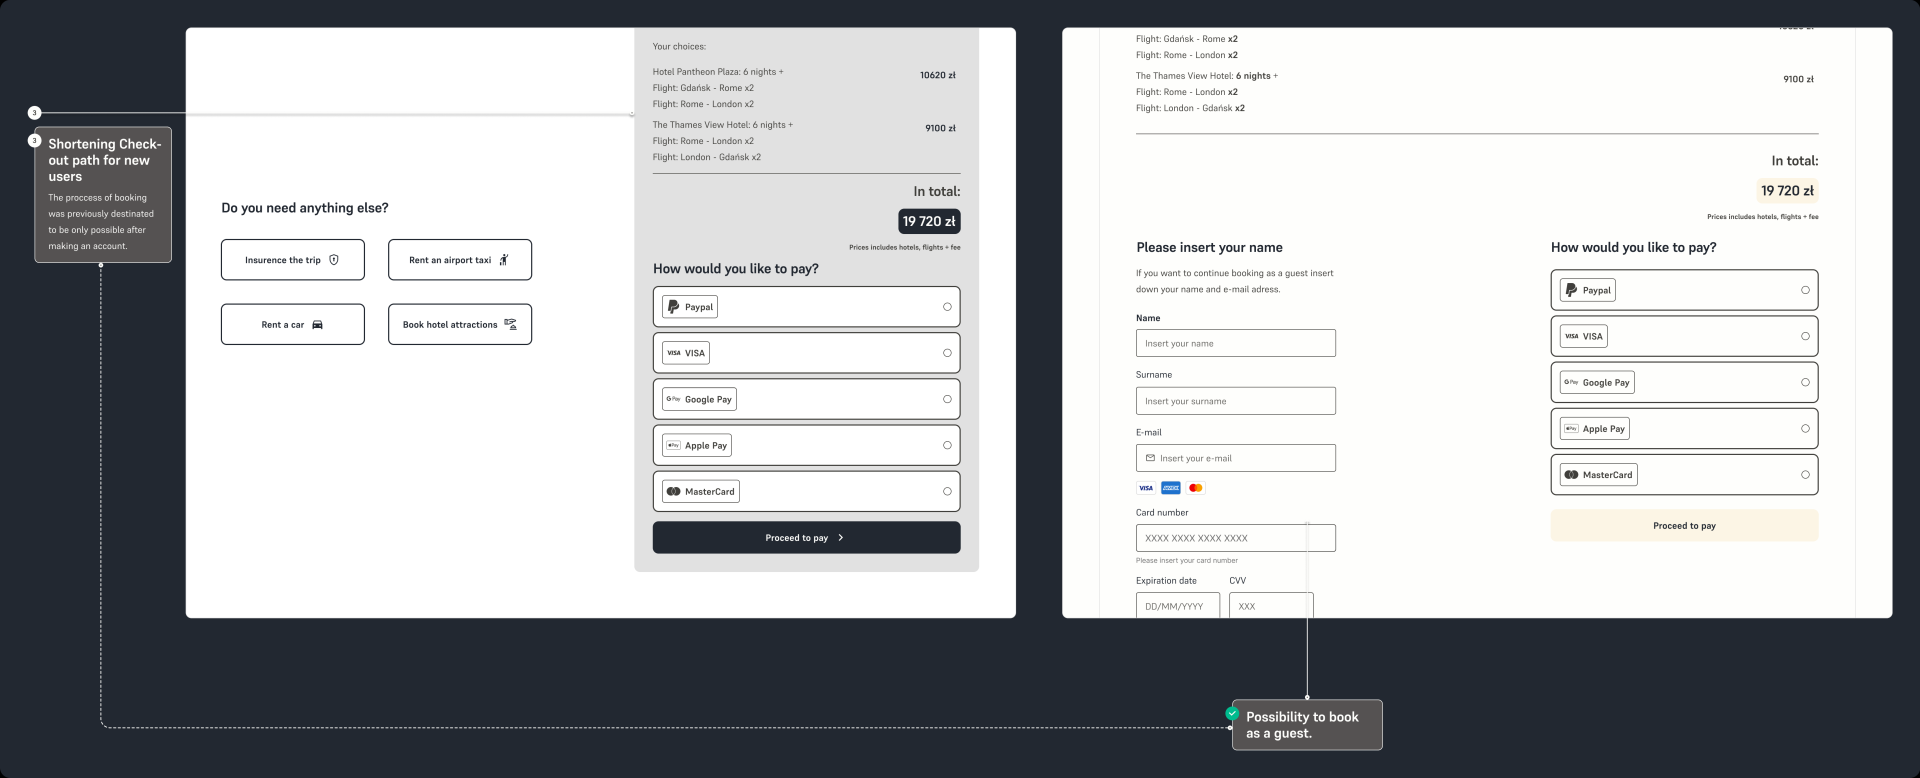 3
3
Shortening Check-
out path for new
users
The proccess of booking
was previously destinated
to be only possible after
making an account.
Do you need anything else?
Insurence the trip
Rent an airport taxi
Rent a car
Book hotel attractions
Your choices:
Hotel Pantheon Plaza: 6 nights +
10620 zł
Flight: Gdańsk - Rome x2
Flight: Rome - London x2
The Thames View Hotel: 6 nights +
9100 zł
Flight: Rome - London x2
Flight: London - Gdańsk x2
In total:
19 720 zł
Prices includes hotels, flights + fee
How would you like to pay?
Paypal
VISA VISA
G Pay Google Pay
Pay Apple Pay
MasterCard
Proceed to pay
Flight: Gdańsk - Rome x2
Flight: Rome - London x2
The Thames View Hotel: 6 nights +
9100 zł
Flight: Rome - London x2
Flight: London - Gdańsk x2
In total:
19 720 zł
Prices includes hotels, flights + fee
Please insert your name
If you want to continue booking as a guest insert
down your name and e-mail adress.
Name
Insert your name
Surname
Insert your surname
E-mail
Insert your e-mail
VISA
Card number
XXXX XXXX XXXX XXXX
Please insert your card number
Expiration date
CVV
DD/MM/YYYY
XXX
How would you like to pay?
Paypal
VISA VISA
G Pay Google Pay
Pay Apple Pay
MasterCard
Proceed to pay
Possibility to book
as a guest.